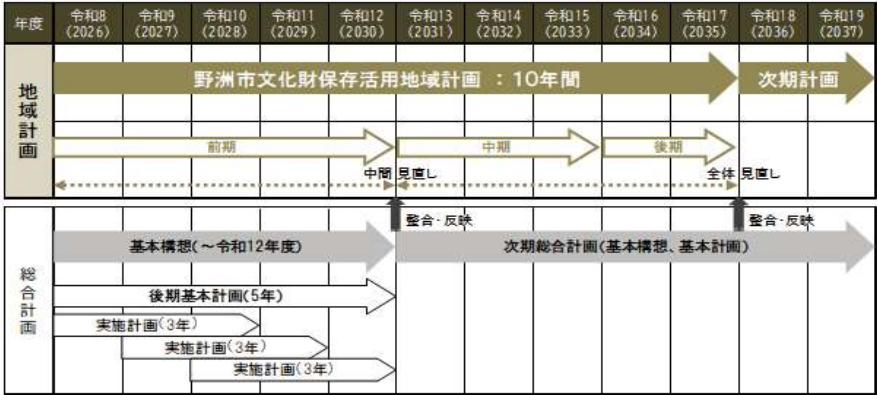 年度
令和8
(2026)
令和9
(2027)
令和10
(2028)
令和11
(2029)
令和12
(2030)
令和13
(2031)
令和14
(2032)
令和15
(2033)
令和16
(2034)
令和17
(2035)
令和18
(2036)
令和19
(2037)
地域計画
野洲市文化財保存活用地域計画 : 10年間
次期計画
前期
中期
後期
中間 見直し
全体 見直し
整合・反映
整合・反映
総合計画
基本構想(~令和12年度)
次期総合計画(基本構想、基本計画)
後期基本計画(5年)
実施計画(3年)
実施計画(3年)
実施計画(3年)